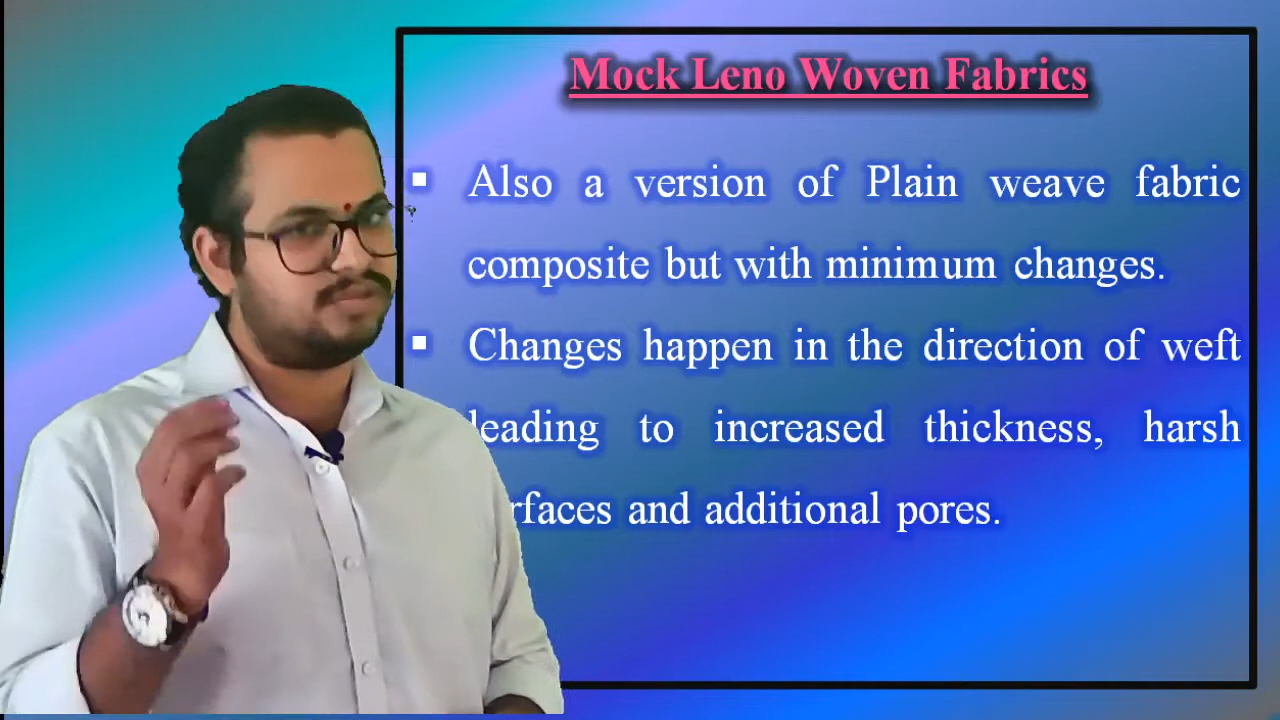 Mock Leno Woven Fabrics
Also a version of Plain weave fabric
composite but with minimum changes.
Changes happen in the direction of weft
leading to increased thickness, harsh
and additional pores.